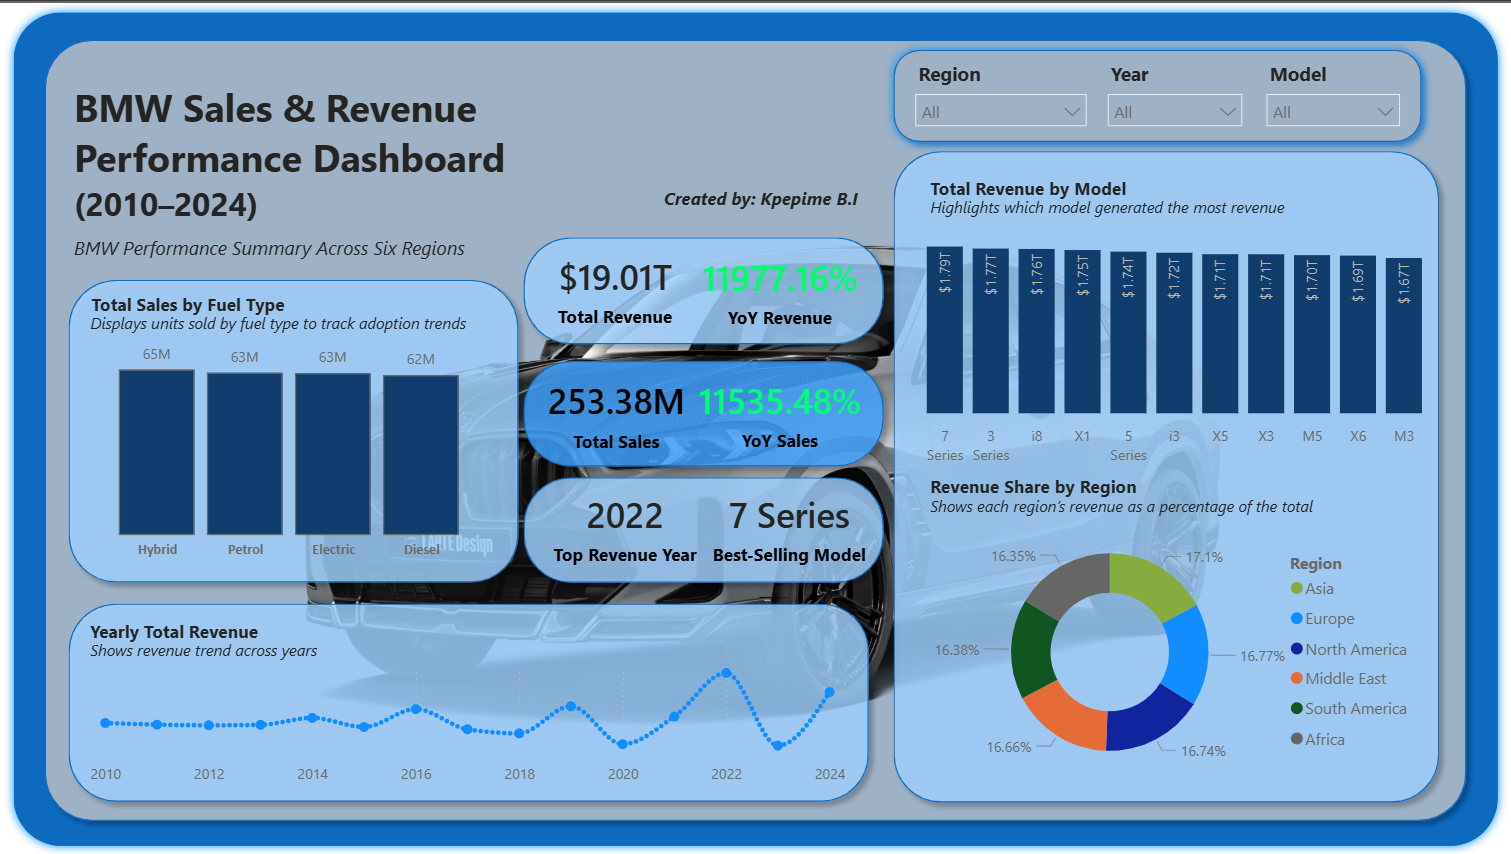 BMW Sales & Revenue
Performance Dashboard
(2010–2024)
BMW Performance Summary Across Six Regions
Created by: Kpepime B.I
Region
Year
Model
All
All
All
Total Sales by Fuel Type
Displays units sold by fuel type to track adoption trends
65M
63M
63M
62M
Hybrid
Petrol
Electric
Diesel
$19.01T
11977.16%
Total Revenue
YoY Revenue
253.38M
11535.48%
Total Sales
YoY Sales
2022
7 Series
Top Revenue Year
Best-Selling Model
LARTE Design
Yearly Total Revenue
Shows revenue trend across years
2010
2012
2014
2016
2018
2020
2022
2024
Total Revenue by Model
Highlights which model generated the most revenue
$1.79T
$1.77T
$1.76T
$1.75T
$1.74T
$1.72T
$1.71T
$1.71T
$1.70T
$1.69T
$1.67T
7 Series
3 Series
i8
X1
5 Series
i3
X5
X3
M5
X6
M3
Revenue Share by Region
Shows each region's revenue as a percentage of the total
16.35%
17.1%
16.38%
16.77%
16.66%
16.74%
Region
Asia
Europe
North America
Middle East
South America
Africa